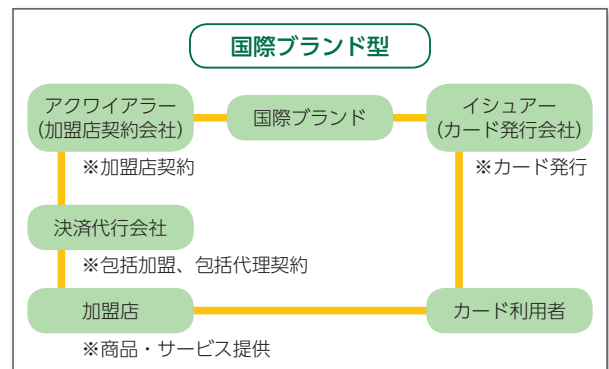 国際ブランド型
アクワイアラー
(加盟店契約会社)
国際ブランド
イシュアー
(カード発行会社)
※加盟店契約
※カード発行
決済代行会社
※包括加盟、包括代理契約
加盟店
カード利用者
※商品・サービス提供